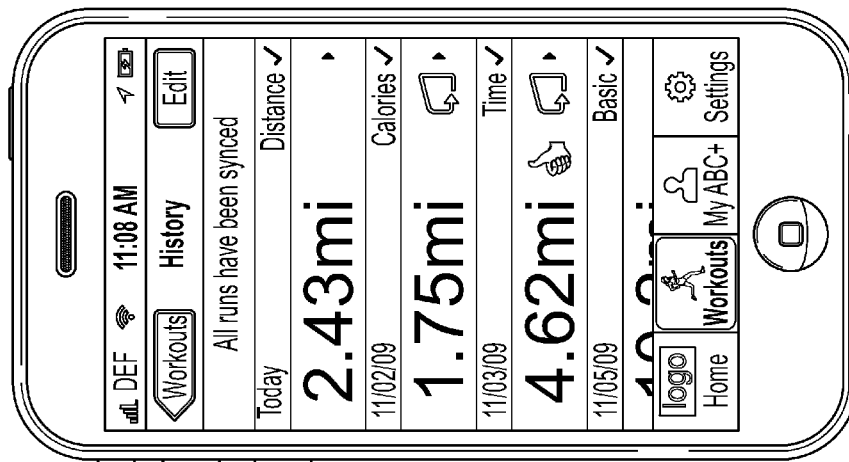 DEF 11:08 AM
Workouts History Edit
All runs have been synced
Today Distance
2.43mi
11/02/09 Calories
1.75mi
11/03/09 Time
4.62mi
11/05/09 Basic
logo
Home Workouts My ABC+ Settings